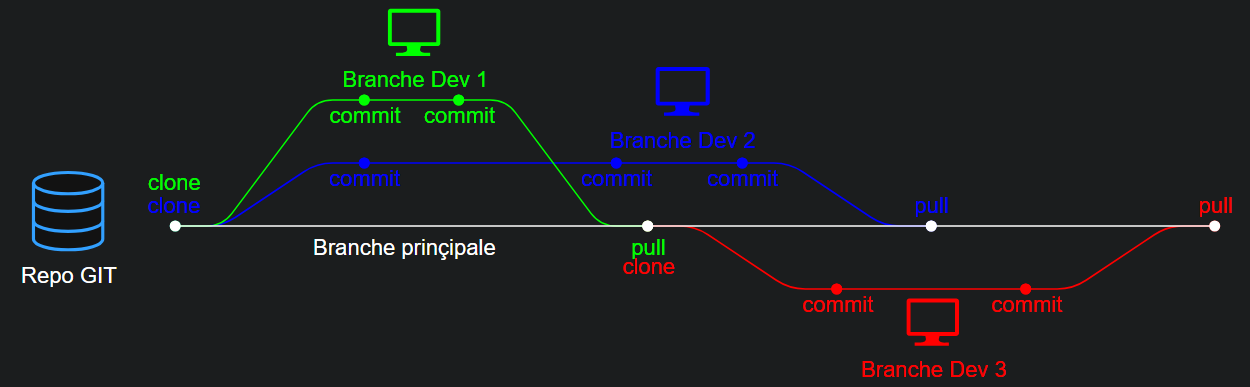 Branche Dev 1
commit
commit
Branche Dev 2
commit
commit
commit
clone
clone
pull
pull
Branche prinçipale
pull
clone
Repo GIT
commit
commit
Branche Dev 3